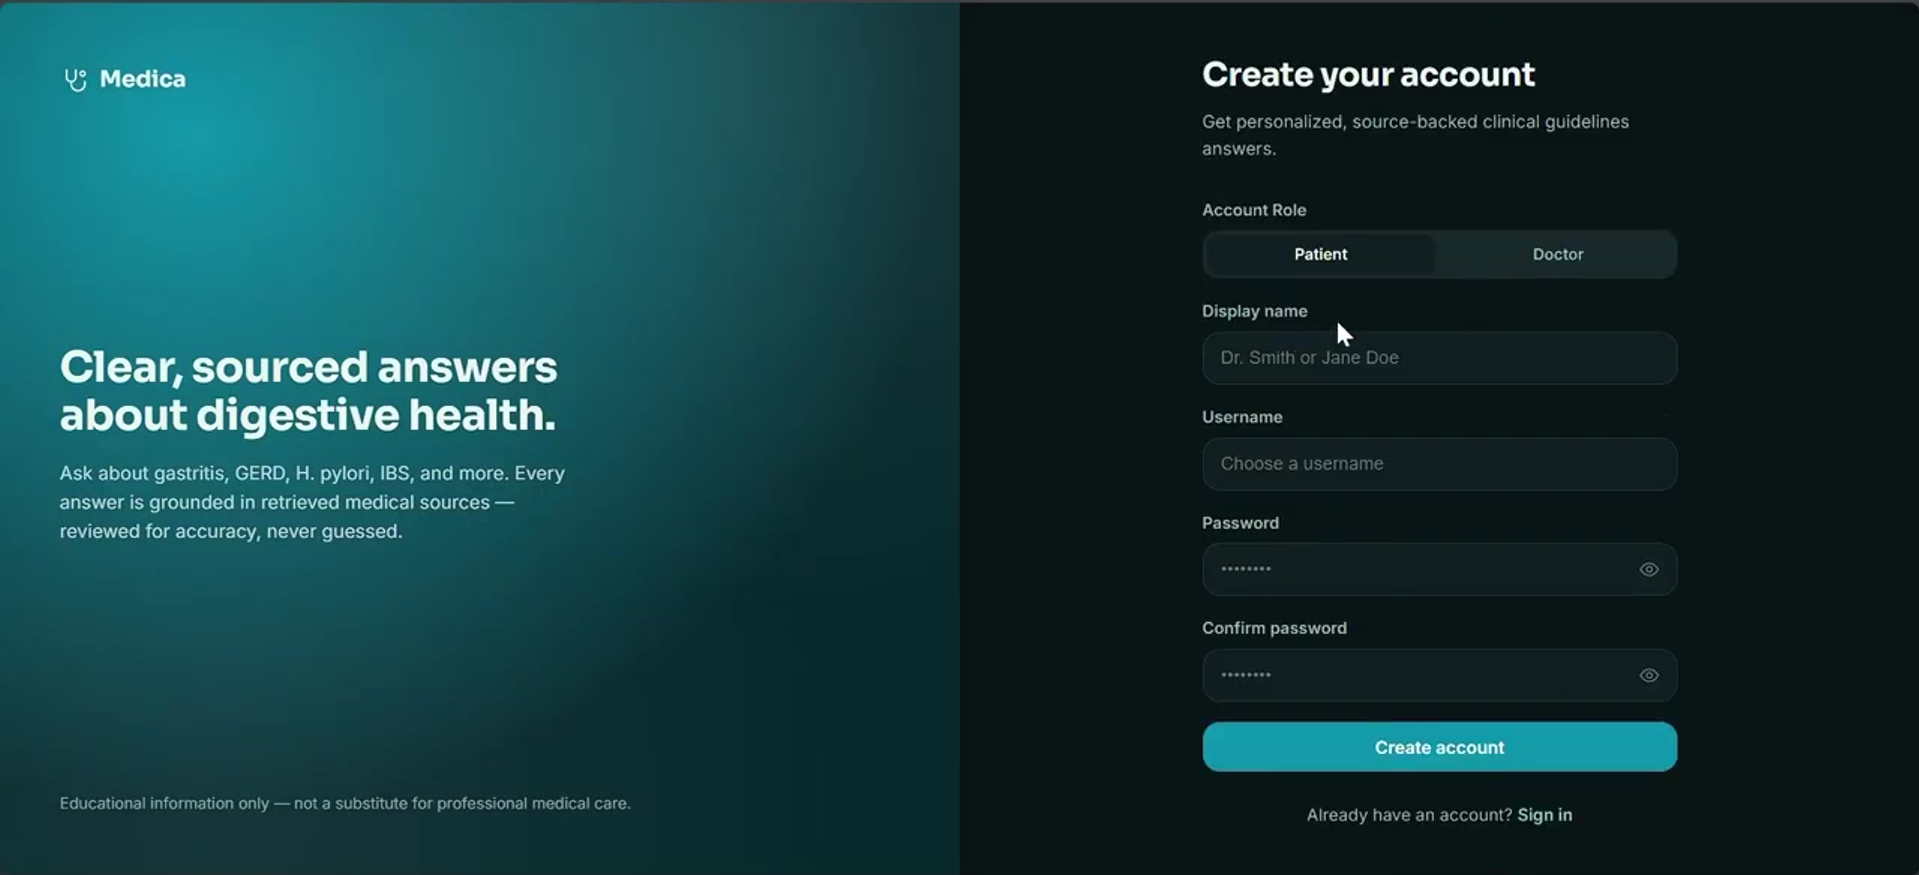 Medica
Clear, sourced answers
about digestive health.
Ask about gastritis, GERD, H. pylori, IBS, and more. Every
answer is grounded in retrieved medical sources —
reviewed for accuracy, never guessed.
Educational information only — not a substitute for professional medical care.
Create your account
Get personalized, source-backed clinical guidelines
answers.
Account Role
Patient Doctor
Display name
Dr. Smith or Jane Doe
Username
Choose a username
Password
••••••••
Confirm password
••••••••
Create account
Already have an account? Sign in